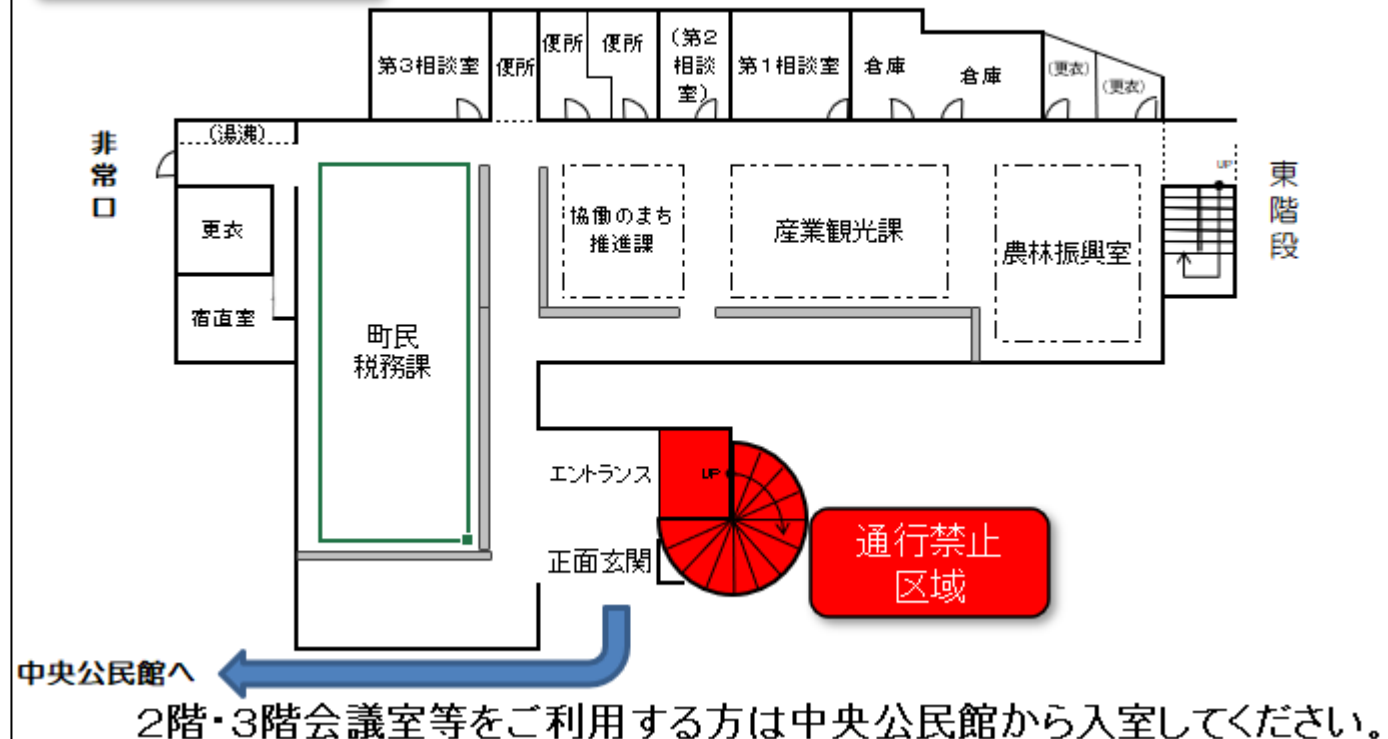 第3相談室
便所
便所
便所
（第2
相談
室）
第1相談室
倉庫
倉庫
（更衣）
（更衣）
非常口
（湯沸）
更衣
宿直室
町民
税務課
協働のまち
推進課
産業観光課
農林振興室
UP
東階段
エントランス
UP
正面玄関
通行禁止
区域
中央公民館へ
2階・3階会議室等をご利用する方は中央公民館から入室してください。